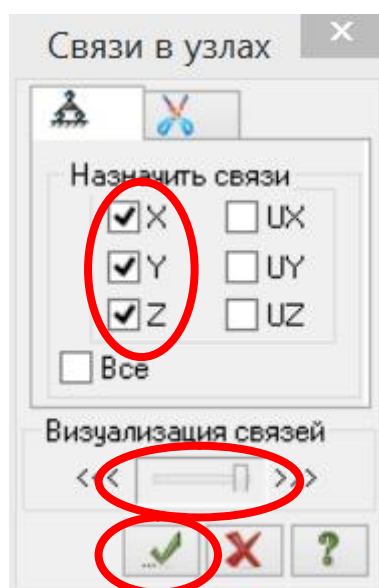 Связи в узлах
Назначить связи
X UX
Y UY
Z UZ
Все
Визуализация связей
<<< >>>
... ?